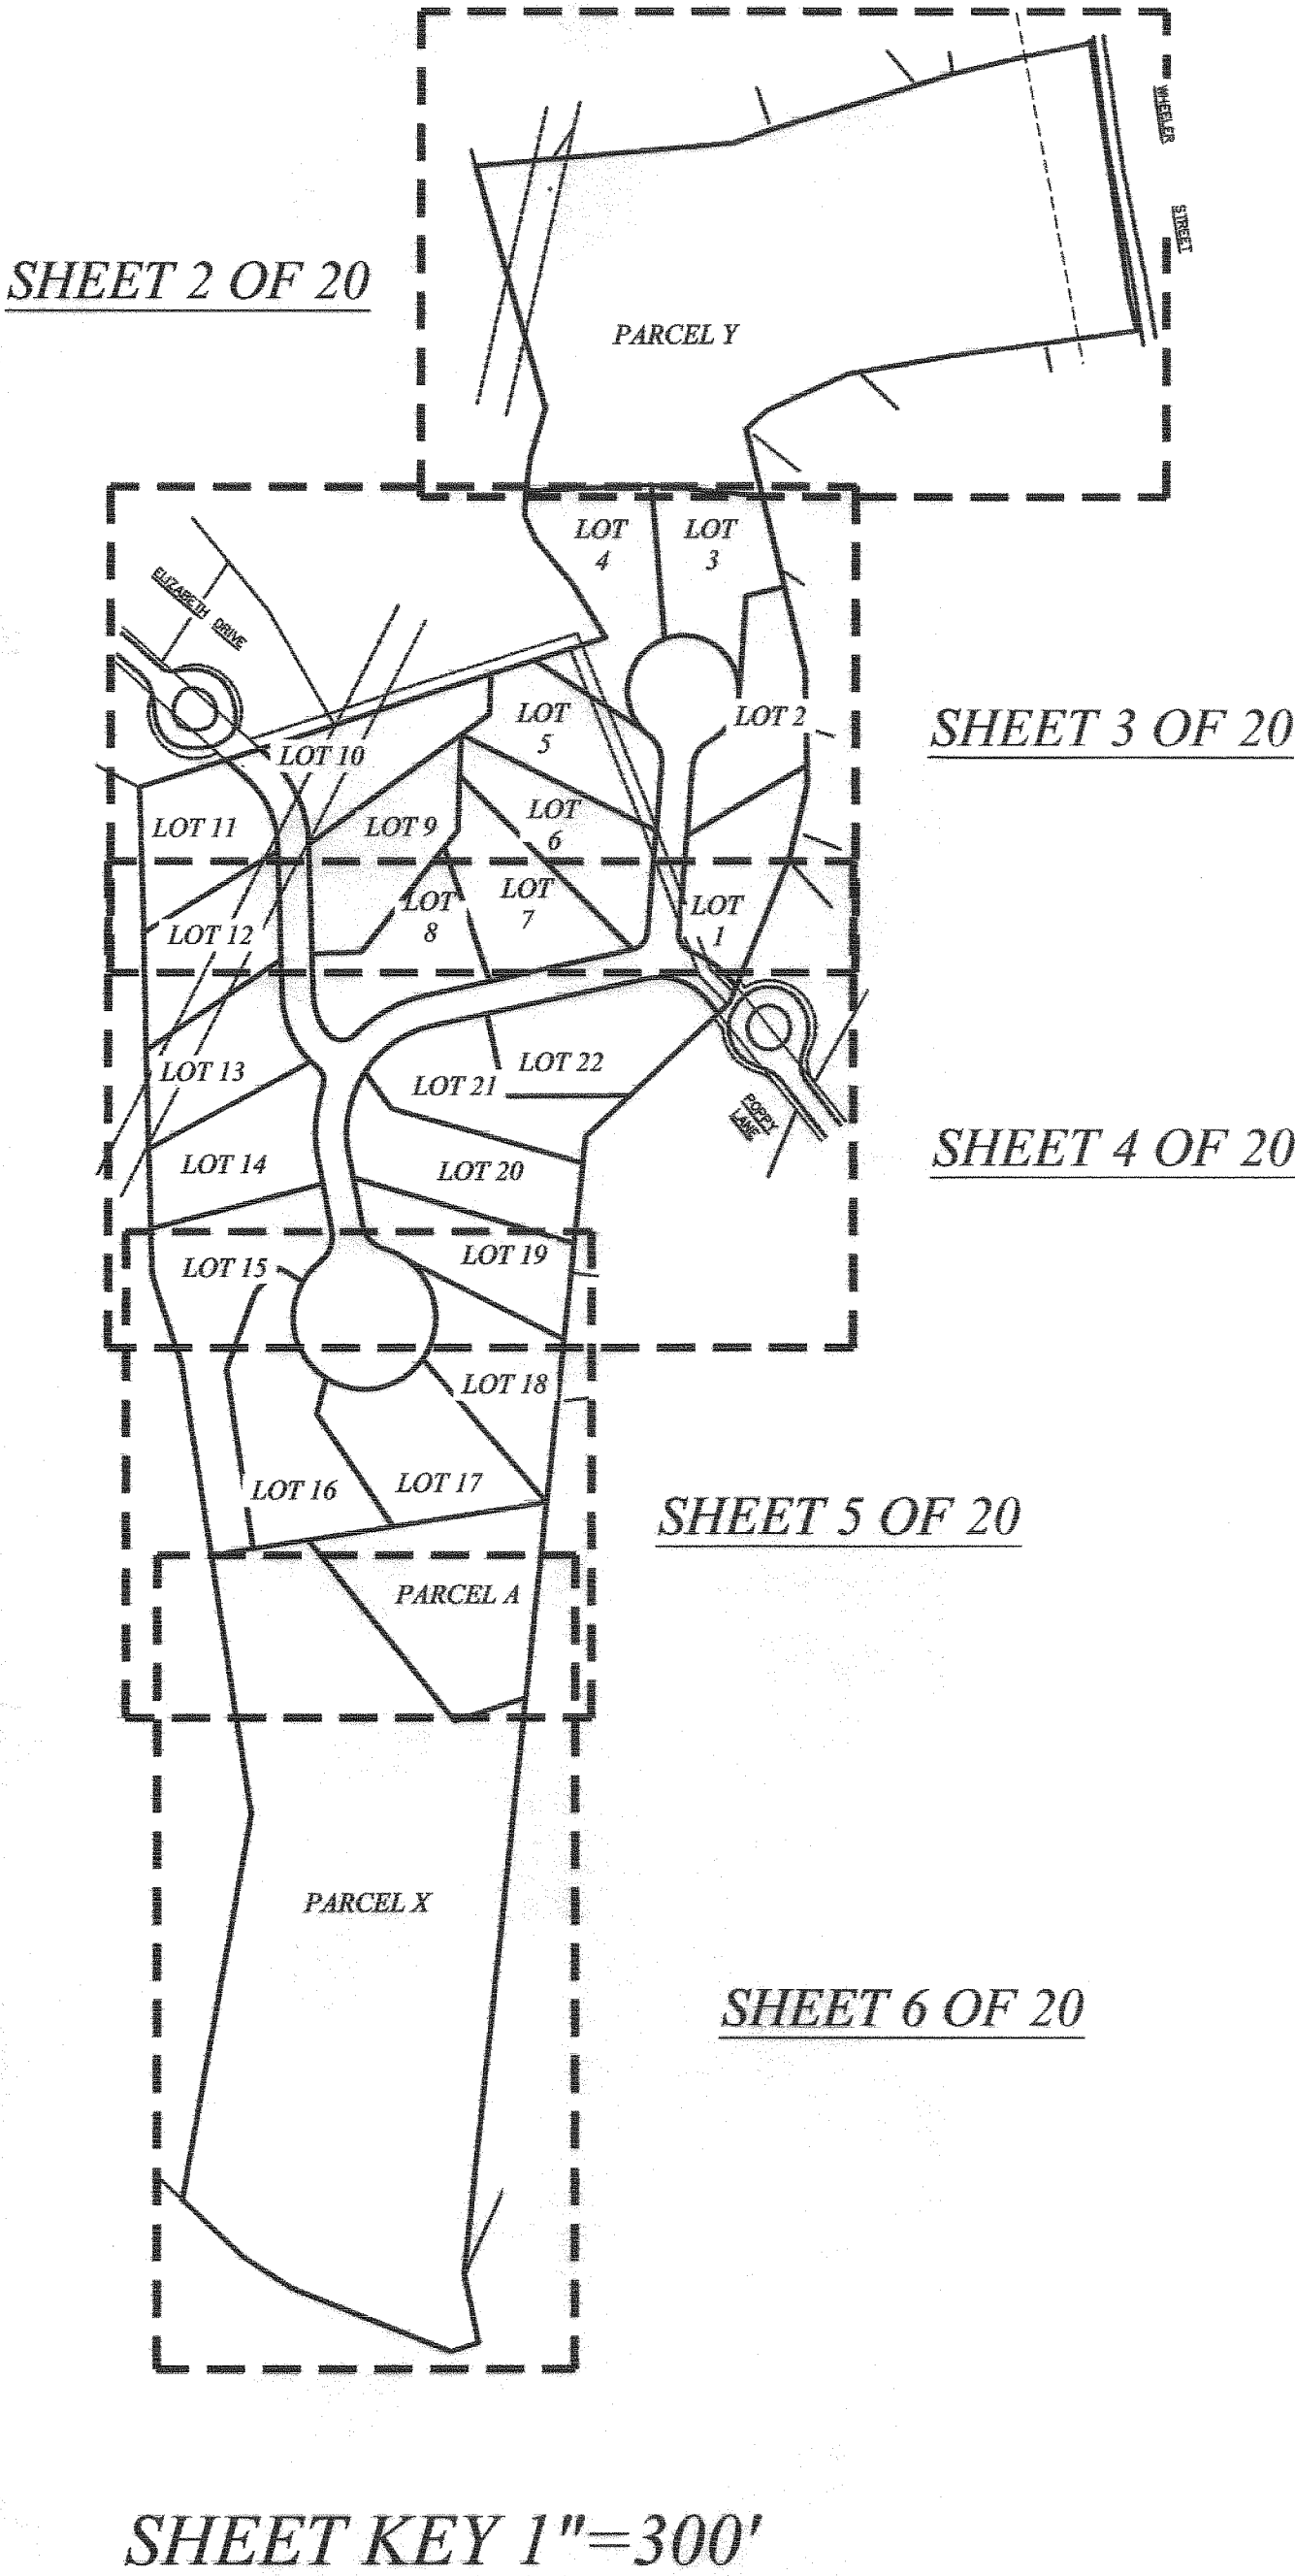 WHEELER
STREET
SHEET 2 OF 20
PARCEL Y
LOT
4
LOT
3
ELIZABETH DRIVE
LOT
5
LOT 2
SHEET 3 OF 20
LOT 10
LOT 11
LOT 9
LOT
6
LOT
8
LOT
7
LOT
1
LOT 12
LOT 13
LOT 21
LOT 22
POPPY
LANE
SHEET 4 OF 20
LOT 14
LOT 20
LOT 15
LOT 19
LOT 18
LOT 16
LOT 17
SHEET 5 OF 20
PARCEL A
PARCEL X
SHEET 6 OF 20
SHEET KEY 1"=300'